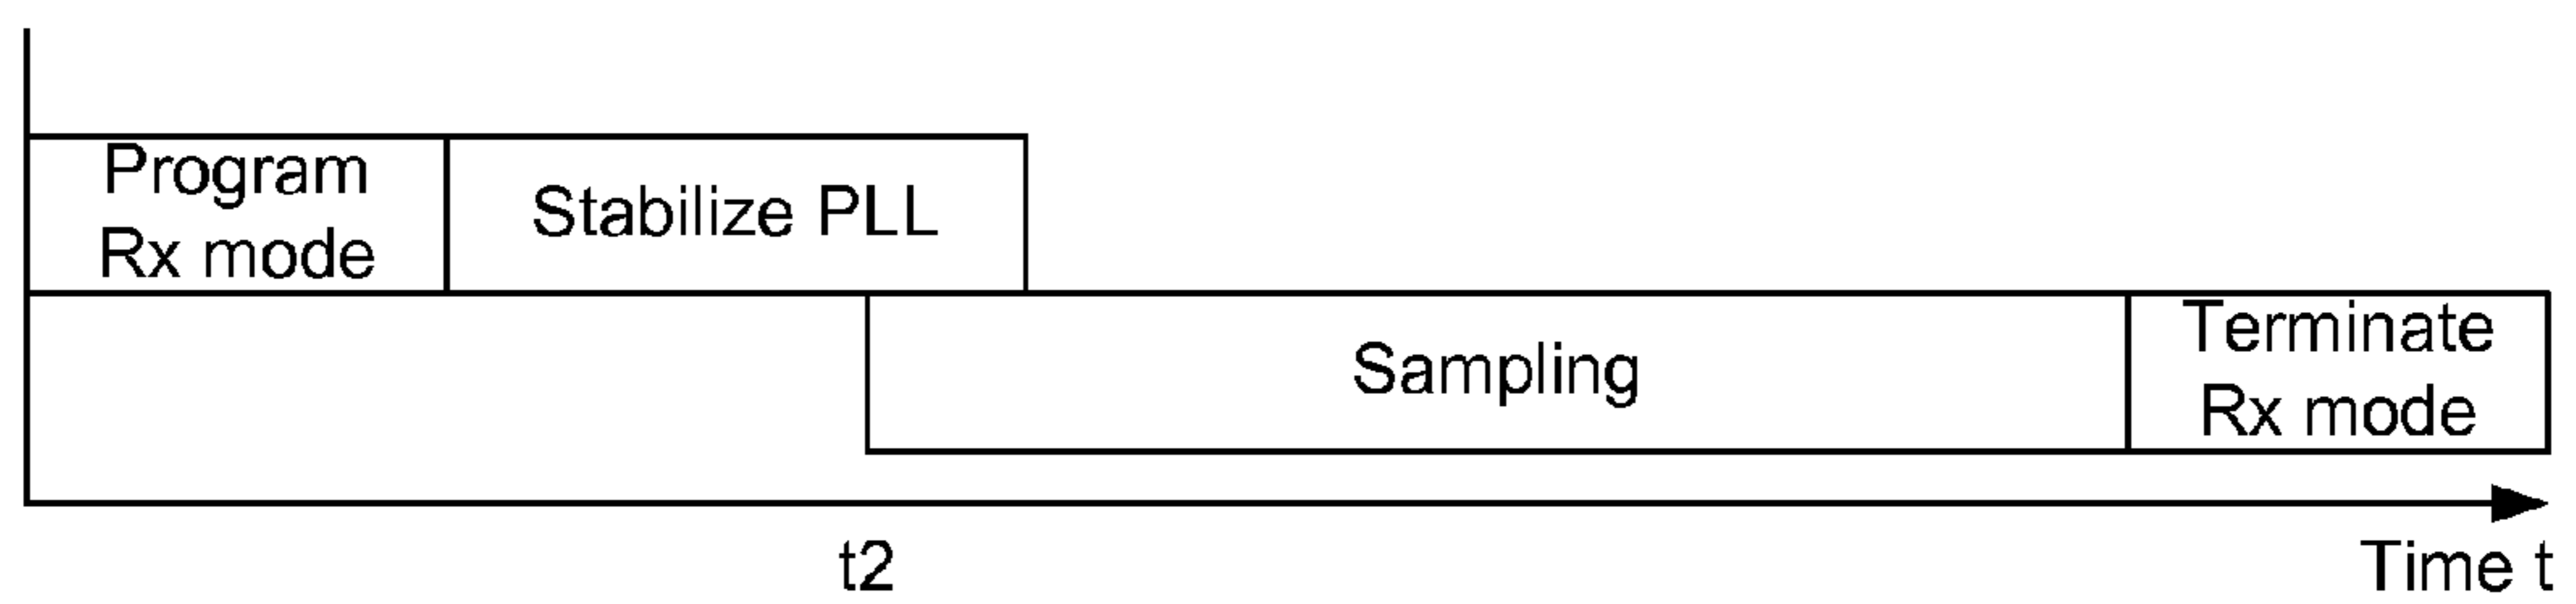 Program
Rx mode
Stabilize PLL
Sampling
Terminate
Rx mode
t2
Time t